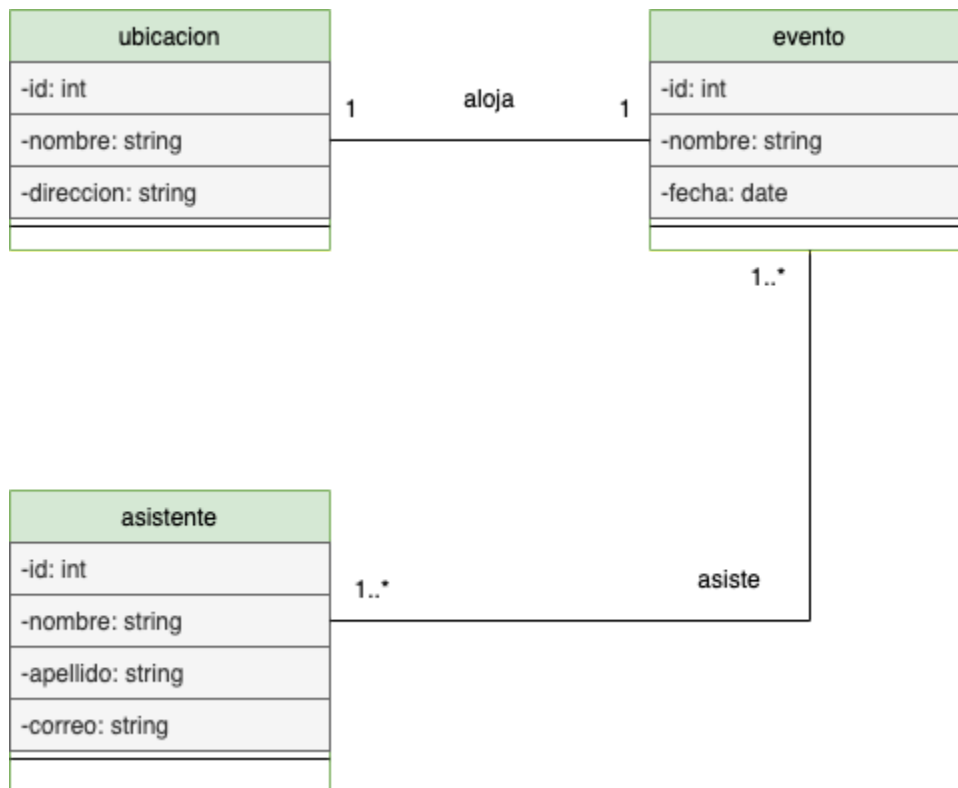 ubicacion
-id: int
-nombre: string
-direccion: string
1
aloja
1
evento
-id: int
-nombre: string
-fecha: date
1..*
asiste
1..*
asistente
-id: int
-nombre: string
-apellido: string
-correo: string